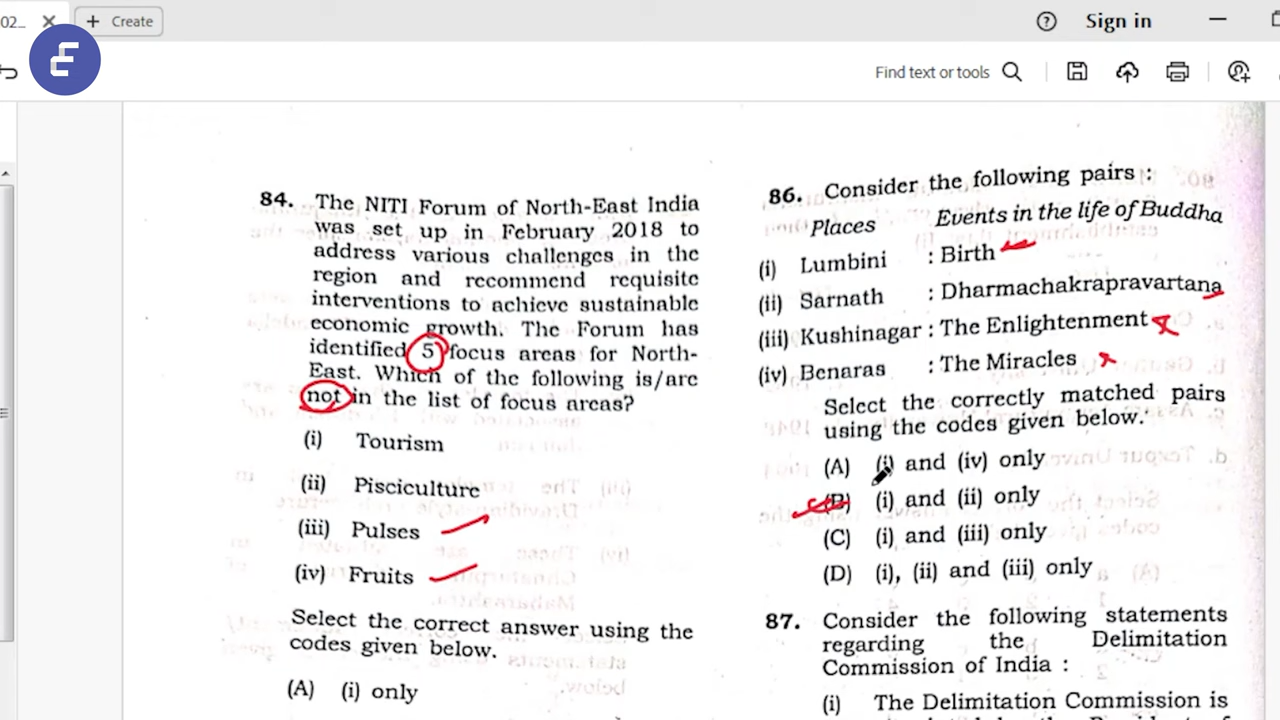 02...
Create
Sign in
Find text or tools
84. The NITI Forum of North-East India
was set up in February 2018 to
address various challenges in the
region and recommend requisite
interventions to achieve sustainable
economic growth. The Forum has
identified 5 focus areas for North-
East. Which of the following is/are
not in the list of focus areas?
(i) Tourism
(ii) Pisciculture
(iii) Pulses
(iv) Fruits
Select the correct answer using the
codes given below.
(A) (i) only
86. Consider the following pairs :
Places Events in the life of Buddha
(i) Lumbini : Birth
(ii) Sarnath : Dharmachakrapravartana
(iii) Kushinagar : The Enlightenment
(iv) Benaras : The Miracles
Select the correctly matched pairs
using the codes given below.
(A) (i) and (iv) only
(B) (i) and (ii) only
(C) (i) and (iii) only
(D) (i), (ii) and (iii) only
87. Consider the following statements
regarding the Delimitation
Commission of India :
(i) The Delimitation Commission is